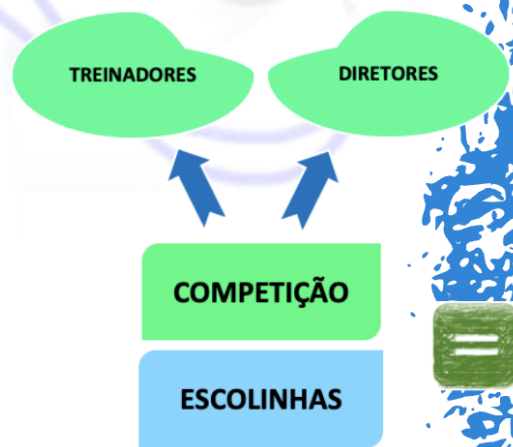 TREINADORES
DIRETORES
COMPETIÇÃO
=
ESCOLINHAS